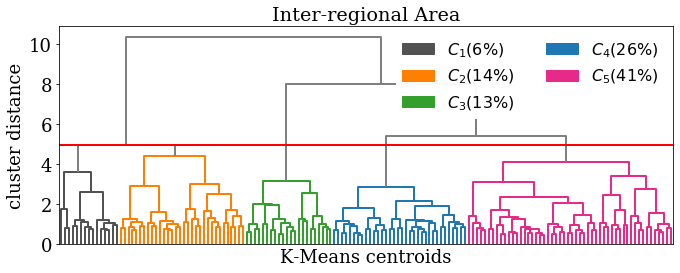 Inter-regional Area
cluster distance
10
8
6
4
2
0
C₁(6%)
C₂(14%)
C₃(13%)
C₄(26%)
C₅(41%)
K-Means centroids